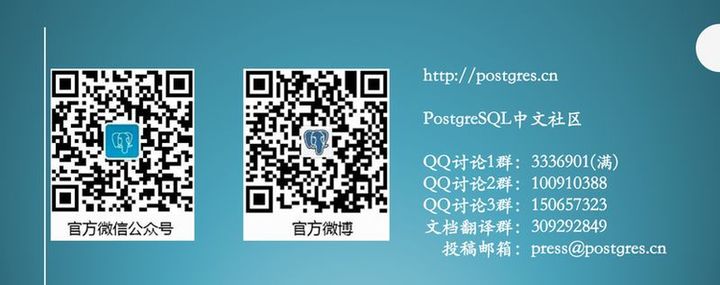 http://postgres.cn
PostgreSQL中文社区
QQ讨论1群：3336901(满)
QQ讨论2群：100910388
QQ讨论3群：150657323
文档翻译群：309292849
投稿邮箱：press@postgres.cn
官方微信公众号
官方微博